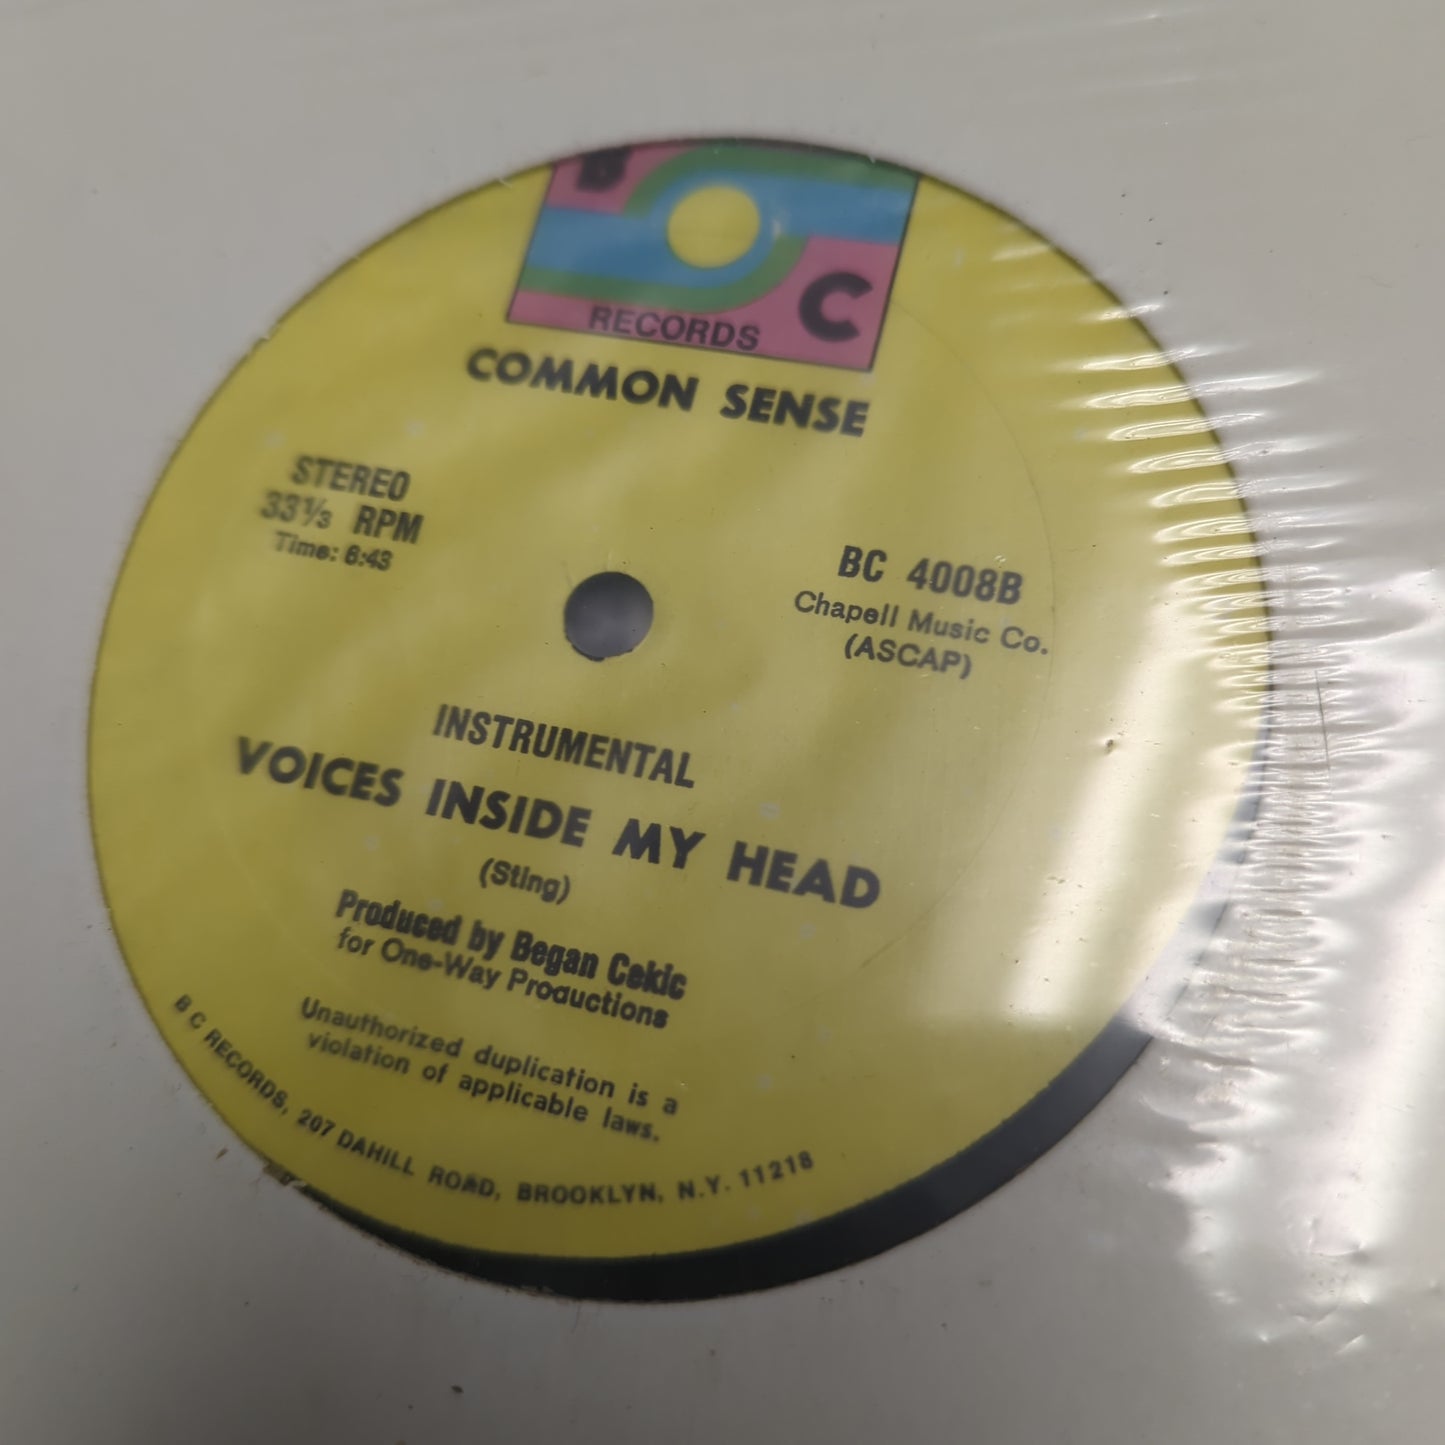 B
C
RECORDS
COMMON SENSE
STEREO
33⅓ RPM
Time: 6:43
BC 4008B
Chapell Music Co.
(ASCAP)
INSTRUMENTAL
VOICES INSIDE MY HEAD
(Sting)
Produced by Began Cekic
for One-Way Productions
Unauthorized duplication is a
violation of applicable laws.
B C RECORDS, 207 DAHILL ROAD, BROOKLYN, N.Y. 11218